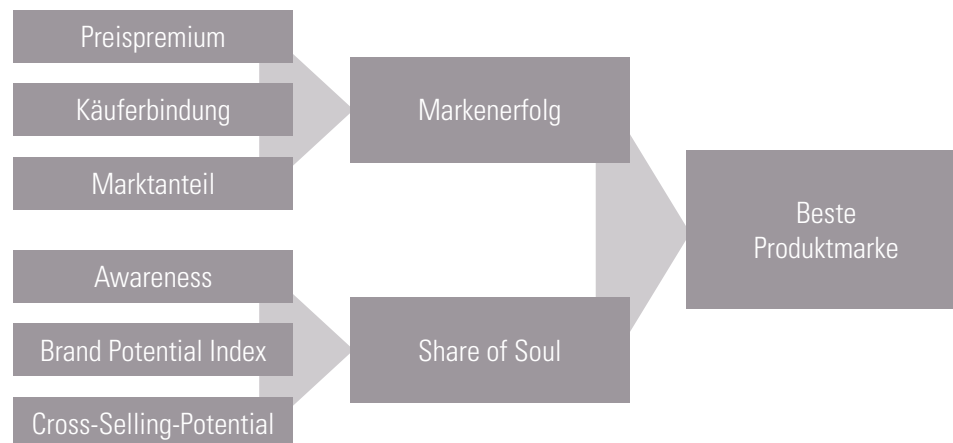 Preispremium
Käuferbindung
Marktanteil
Markenerfolg
Awareness
Brand Potential Index
Cross-Selling-Potential
Share of Soul
Beste
Produktmarke